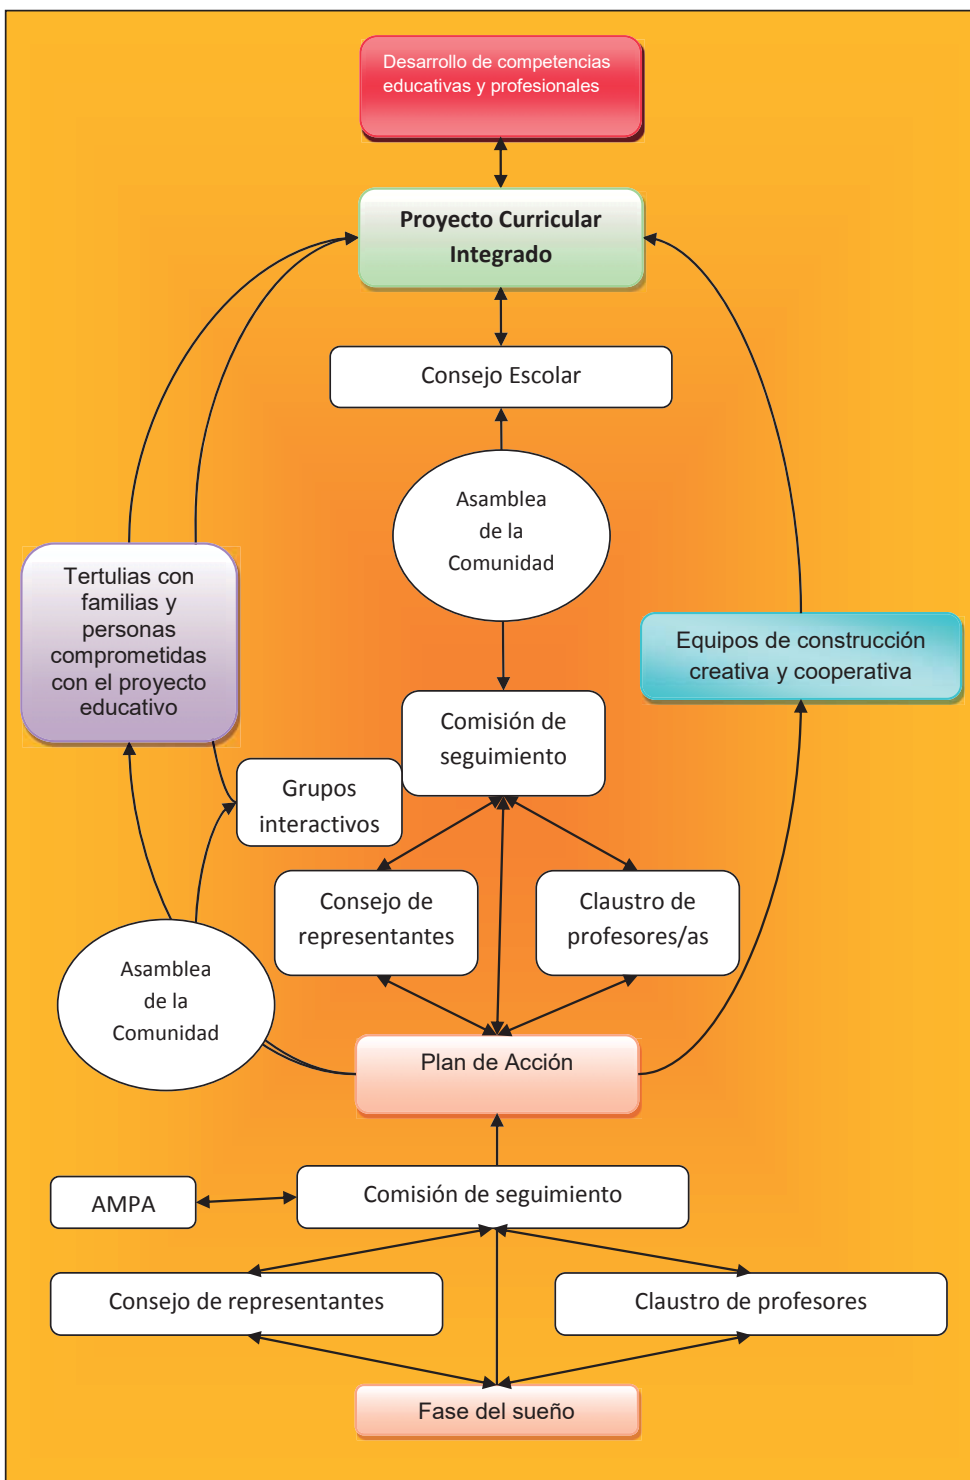 Desarrollo de competencias
educativas y profesionales
Proyecto Curricular
Integrado
Consejo Escolar
Asamblea
de la
Comunidad
Tertulias con
familias y
personas
comprometidas
con el proyecto
educativo
Equipos de construcción
creativa y cooperativa
Comisión de
seguimiento
Grupos
interactivos
Consejo de
representantes
Claustro de
profesores/as
Asamblea
de la
Comunidad
Plan de Acción
Comisión de seguimiento
AMPA
Consejo de representantes
Claustro de profesores
Fase del sueño